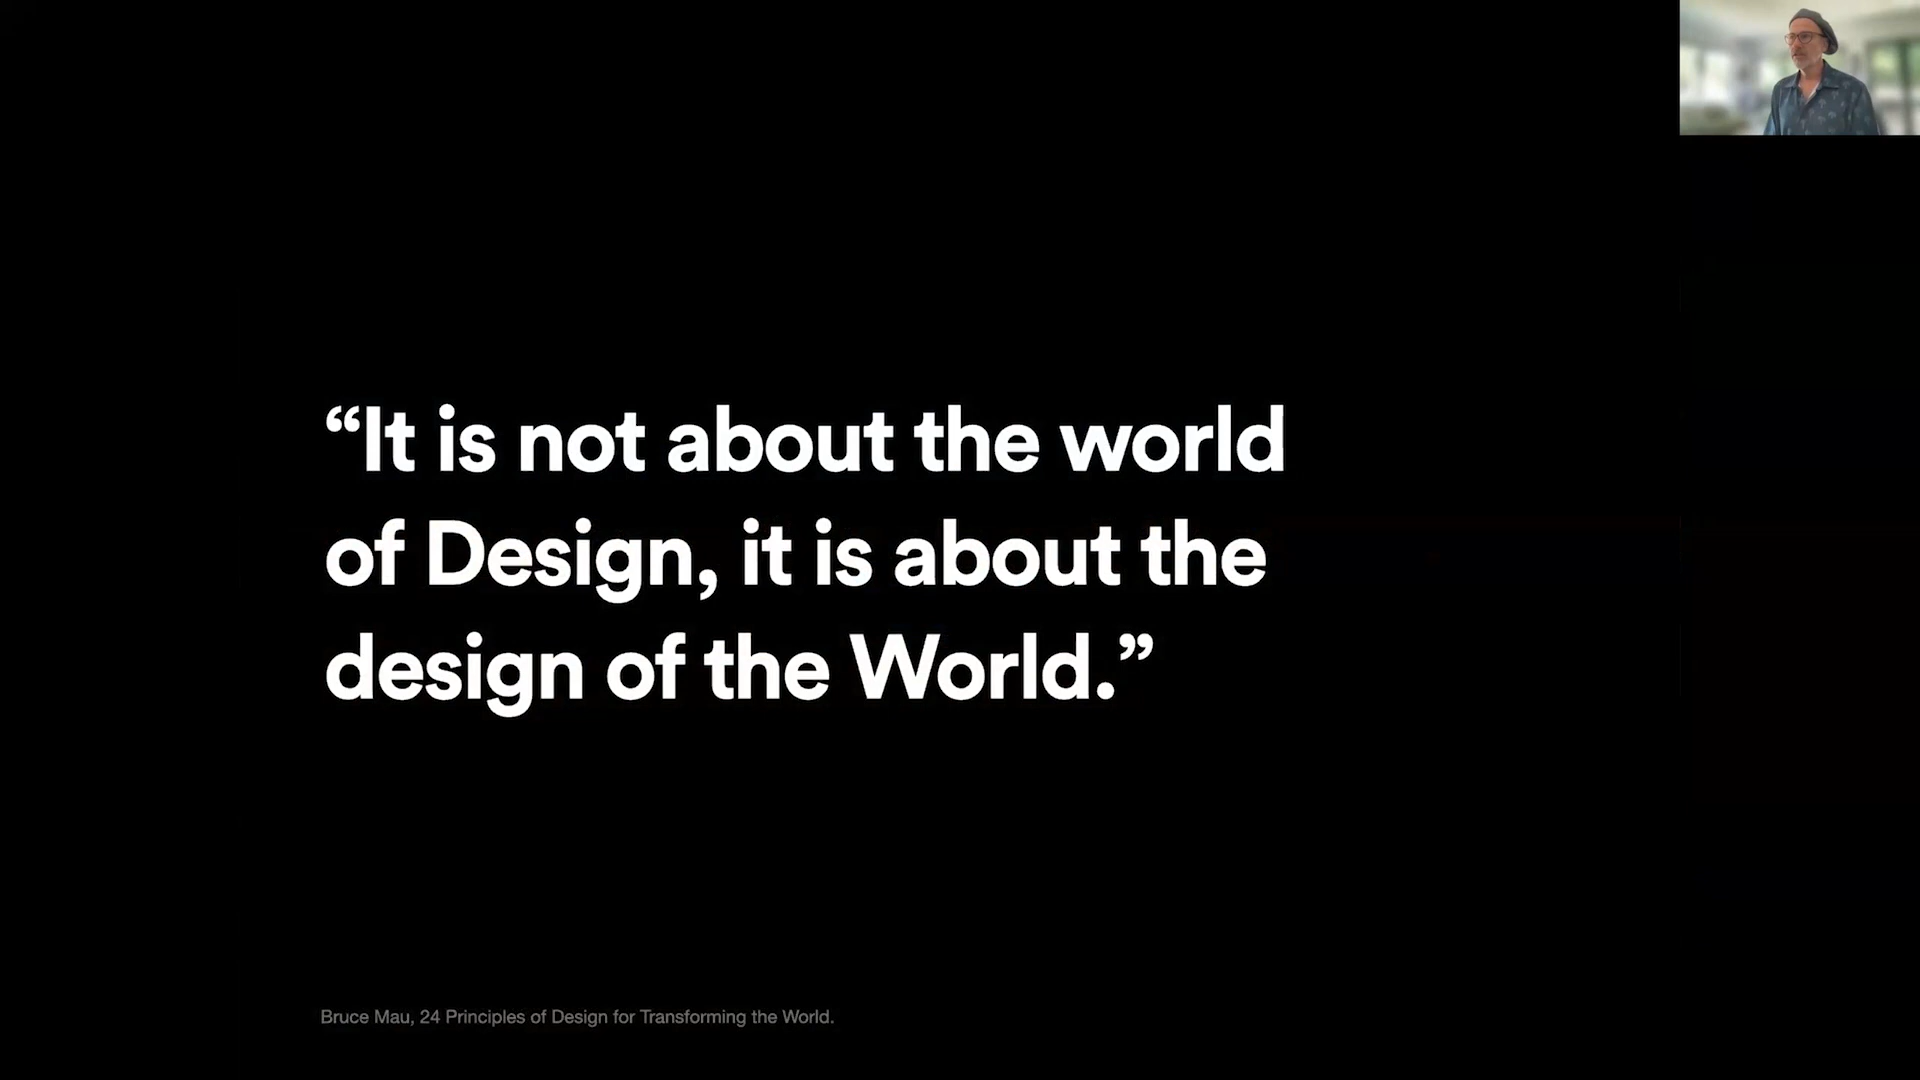 “It is not about the world
of Design, it is about the
design of the World.”
Bruce Mau, 24 Principles of Design for Transforming the World.